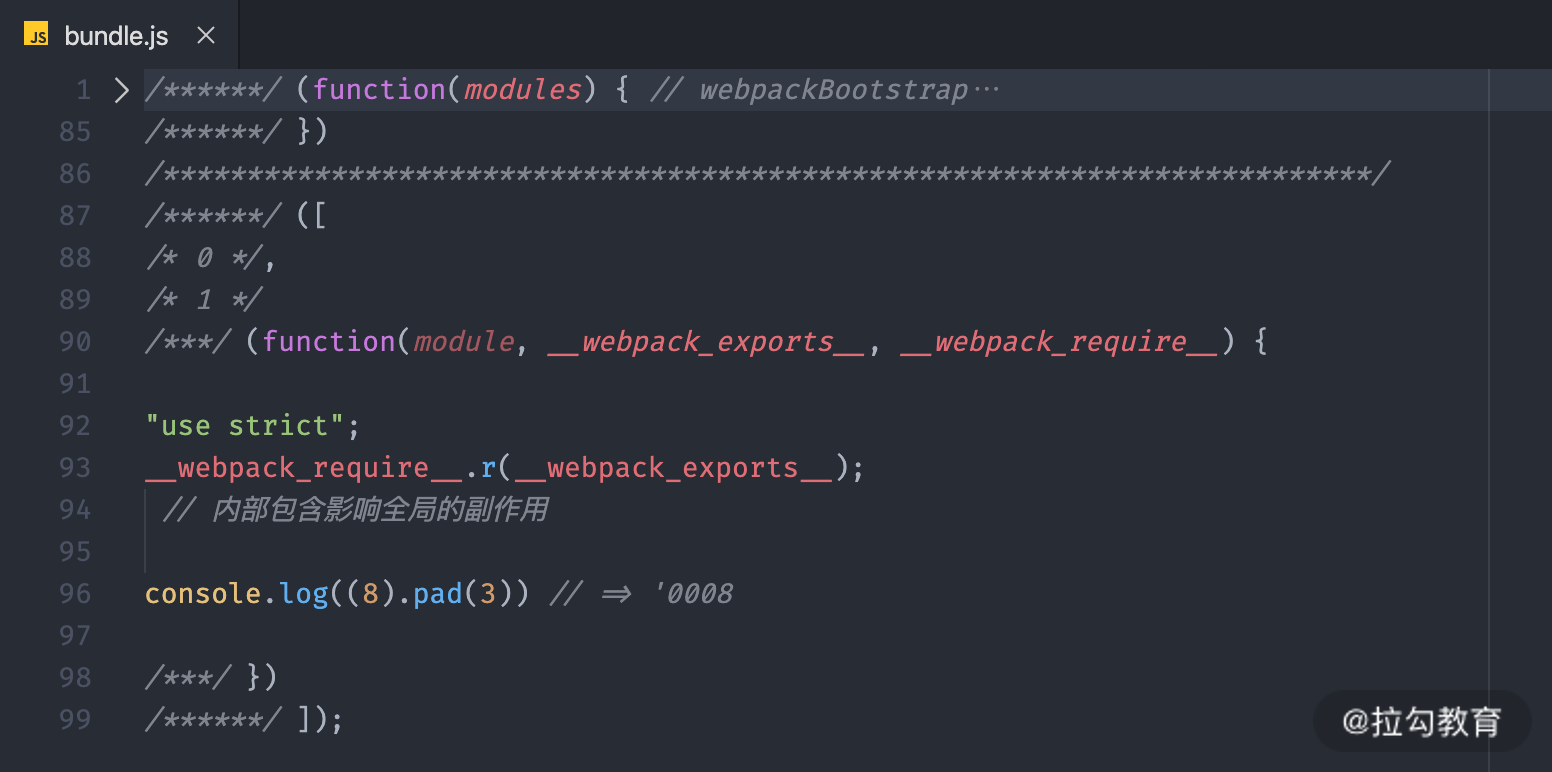 JS bundle.js ×
1 /******/ (function(modules) { // webpackBootstrap…
85 /******/ })
86 /************************************************************************/
87 /******/ ([
88 /* 0 */,
89 /* 1 */
90 /***/ (function(module, __webpack_exports__, __webpack_require__) {
91
92 "use strict";
93 __webpack_require__.r(__webpack_exports__);
94 // 内部包含影响全局的副作用
95
96 console.log((8).pad(3)) // => '0008
97
98 /***/ })
99 /******/ ]);
@拉勾教育